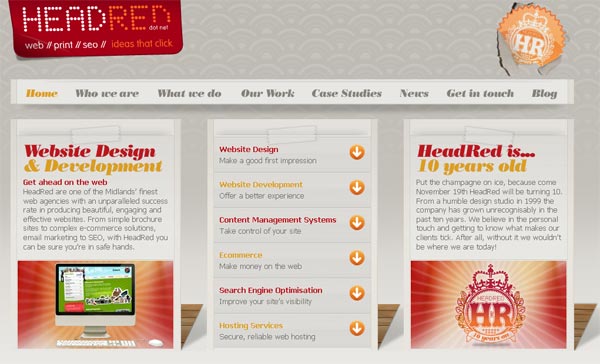 HEADRED
dot net
web // print // seo // ideas that click
HR
Home Who we are What we do Our Work Case Studies News Get in touch Blog
Website Design
& Development
Get ahead on the web
HeadRed are one of the Midlands' finest
web agencies with an unparalleled success
rate in producing beautiful, engaging and
effective websites. From simple brochure
sites to complex e-commerce solutions,
email marketing to SEO, with HeadRed you
can be sure you're in safe hands.
Website Design
Make a good first impression
Website Development
Offer a better experience
Content Management Systems
Take control of your site
Ecommerce
Make money on the web
Search Engine Optimisation
Improve your site's visibility
Hosting Services
Secure, reliable web hosting
HeadRed is...
10 years old
Put the champagne on ice, because come
November 19th HeadRed will be turning 10.
From a humble design studio in 1999 the
company has grown unrecognisably in the
past ten years. We believe in the personal
touch and getting to know what makes our
clients tick. After all, without it we wouldn't
be where we are today!
HEADRED
HR
10 years old